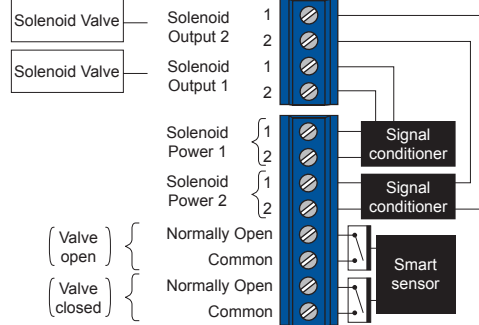 Solenoid Valve
Solenoid
Output 2
1
2
Solenoid Valve
Solenoid
Output 1
1
2
Solenoid
Power 1
1
2
Signal
conditioner
Solenoid
Power 2
1
2
Signal
conditioner
Valve
open
Normally Open
Common
Valve
closed
Normally Open
Common
Smart
sensor